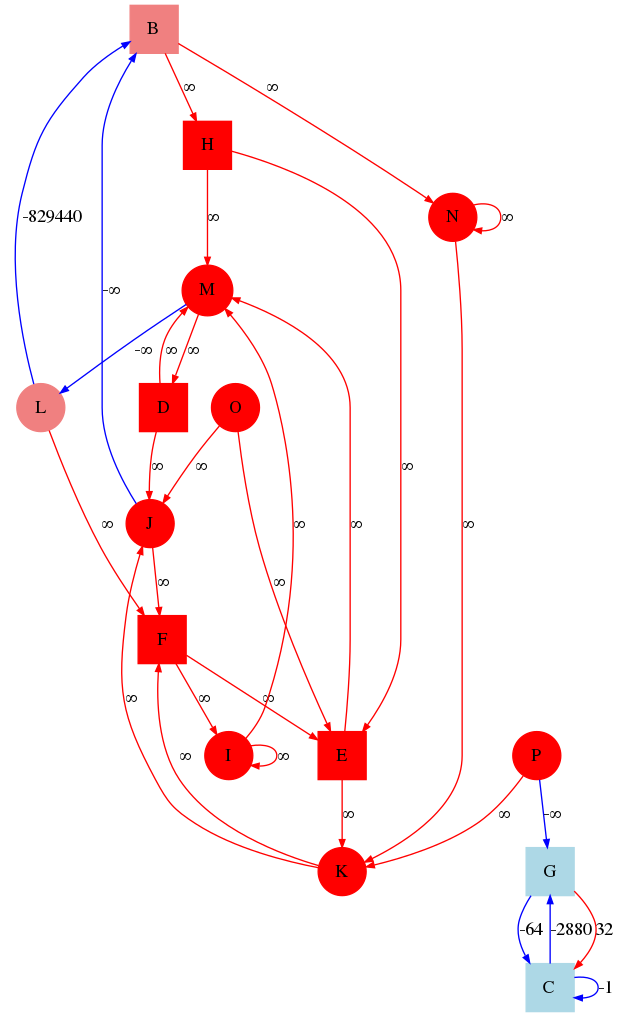 B
∞ ∞
H
-829440 ∞ N ∞
M
-∞
-∞ ∞ ∞
L D O
∞ ∞ ∞
J
∞ ∞ ∞ ∞ ∞
∞
F
∞ ∞ ∞
∞ I ∞ E P
∞ ∞ -∞
K G
-64 -2880 32
C -1